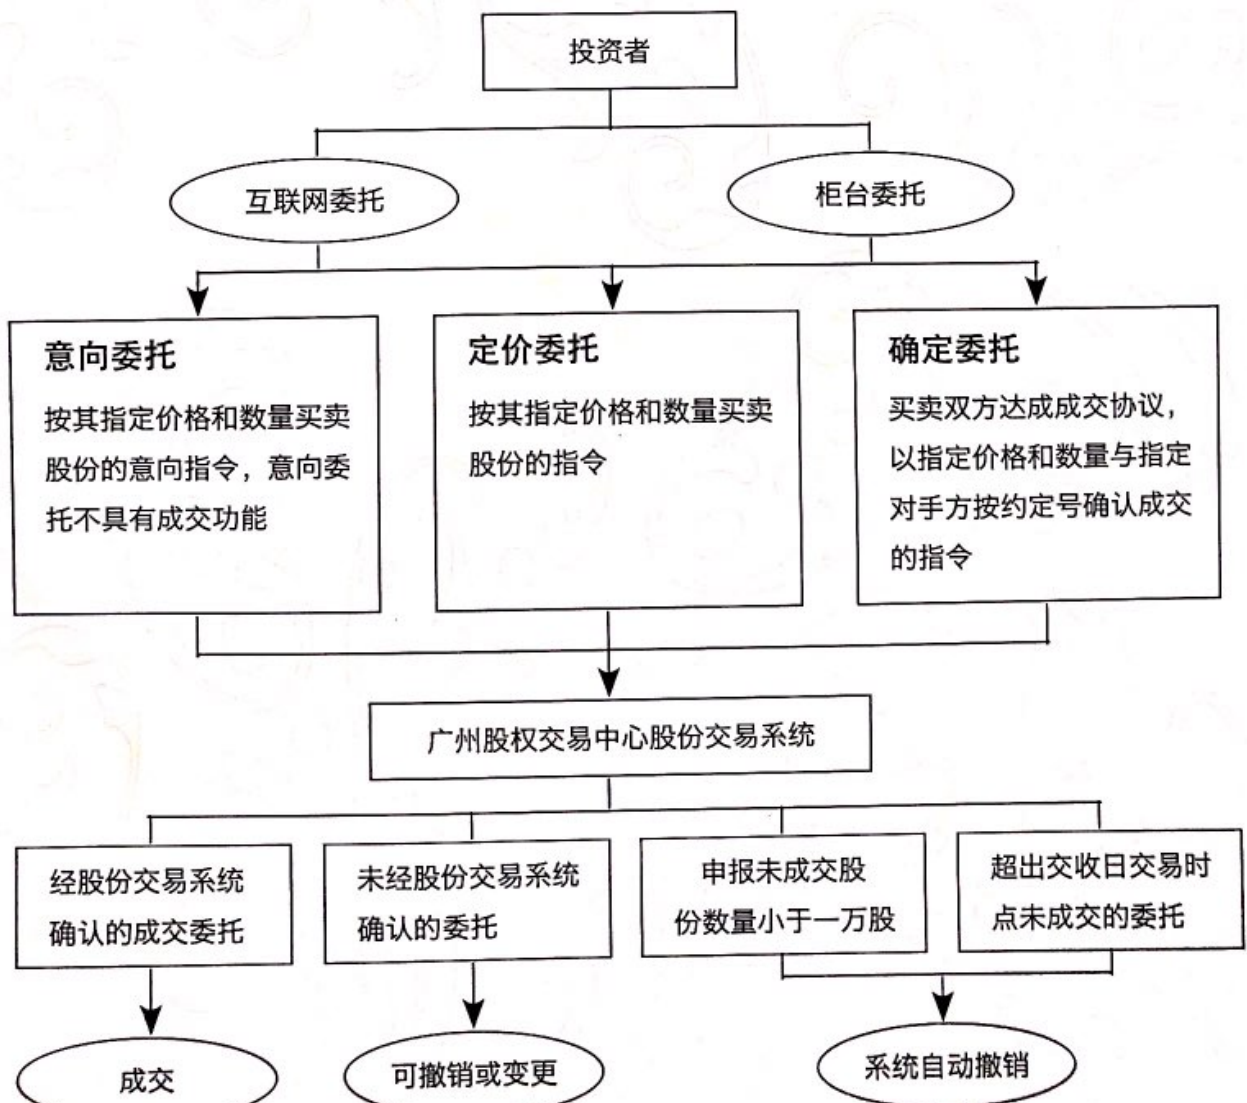 投资者
互联网委托
柜台委托
意向委托
按其指定价格和数量买卖
股份的意向指令，意向委
托不具有成交功能
定价委托
按其指定价格和数量买卖
股份的指令
确定委托
买卖双方达成成交协议，
以指定价格和数量与指定
对手方按约定号确认成交
的指令
广州股权交易中心股份交易系统
经股份交易系统
确认的成交委托
未经股份交易系统
确认的委托
申报未成交股
份数量小于一万股
超出交收日交易时
点未成交的委托
成交
可撤销或变更
系统自动撤销